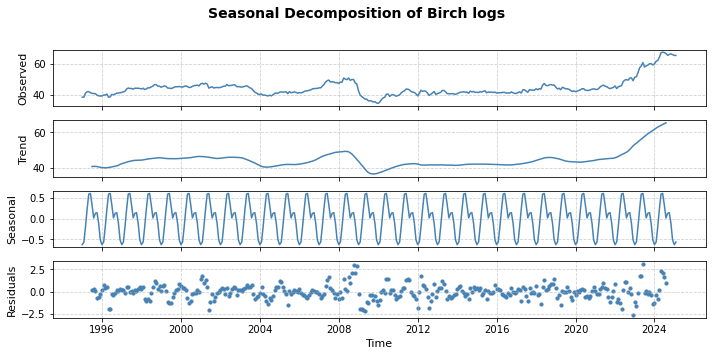 Seasonal Decomposition of Birch logs
Observed
60
40
Trend
60
40
Seasonal
0.5
0.0
−0.5
Residuals
2.5
0.0
−2.5
1996 2000 2004 2008 2012 2016 2020 2024
Time